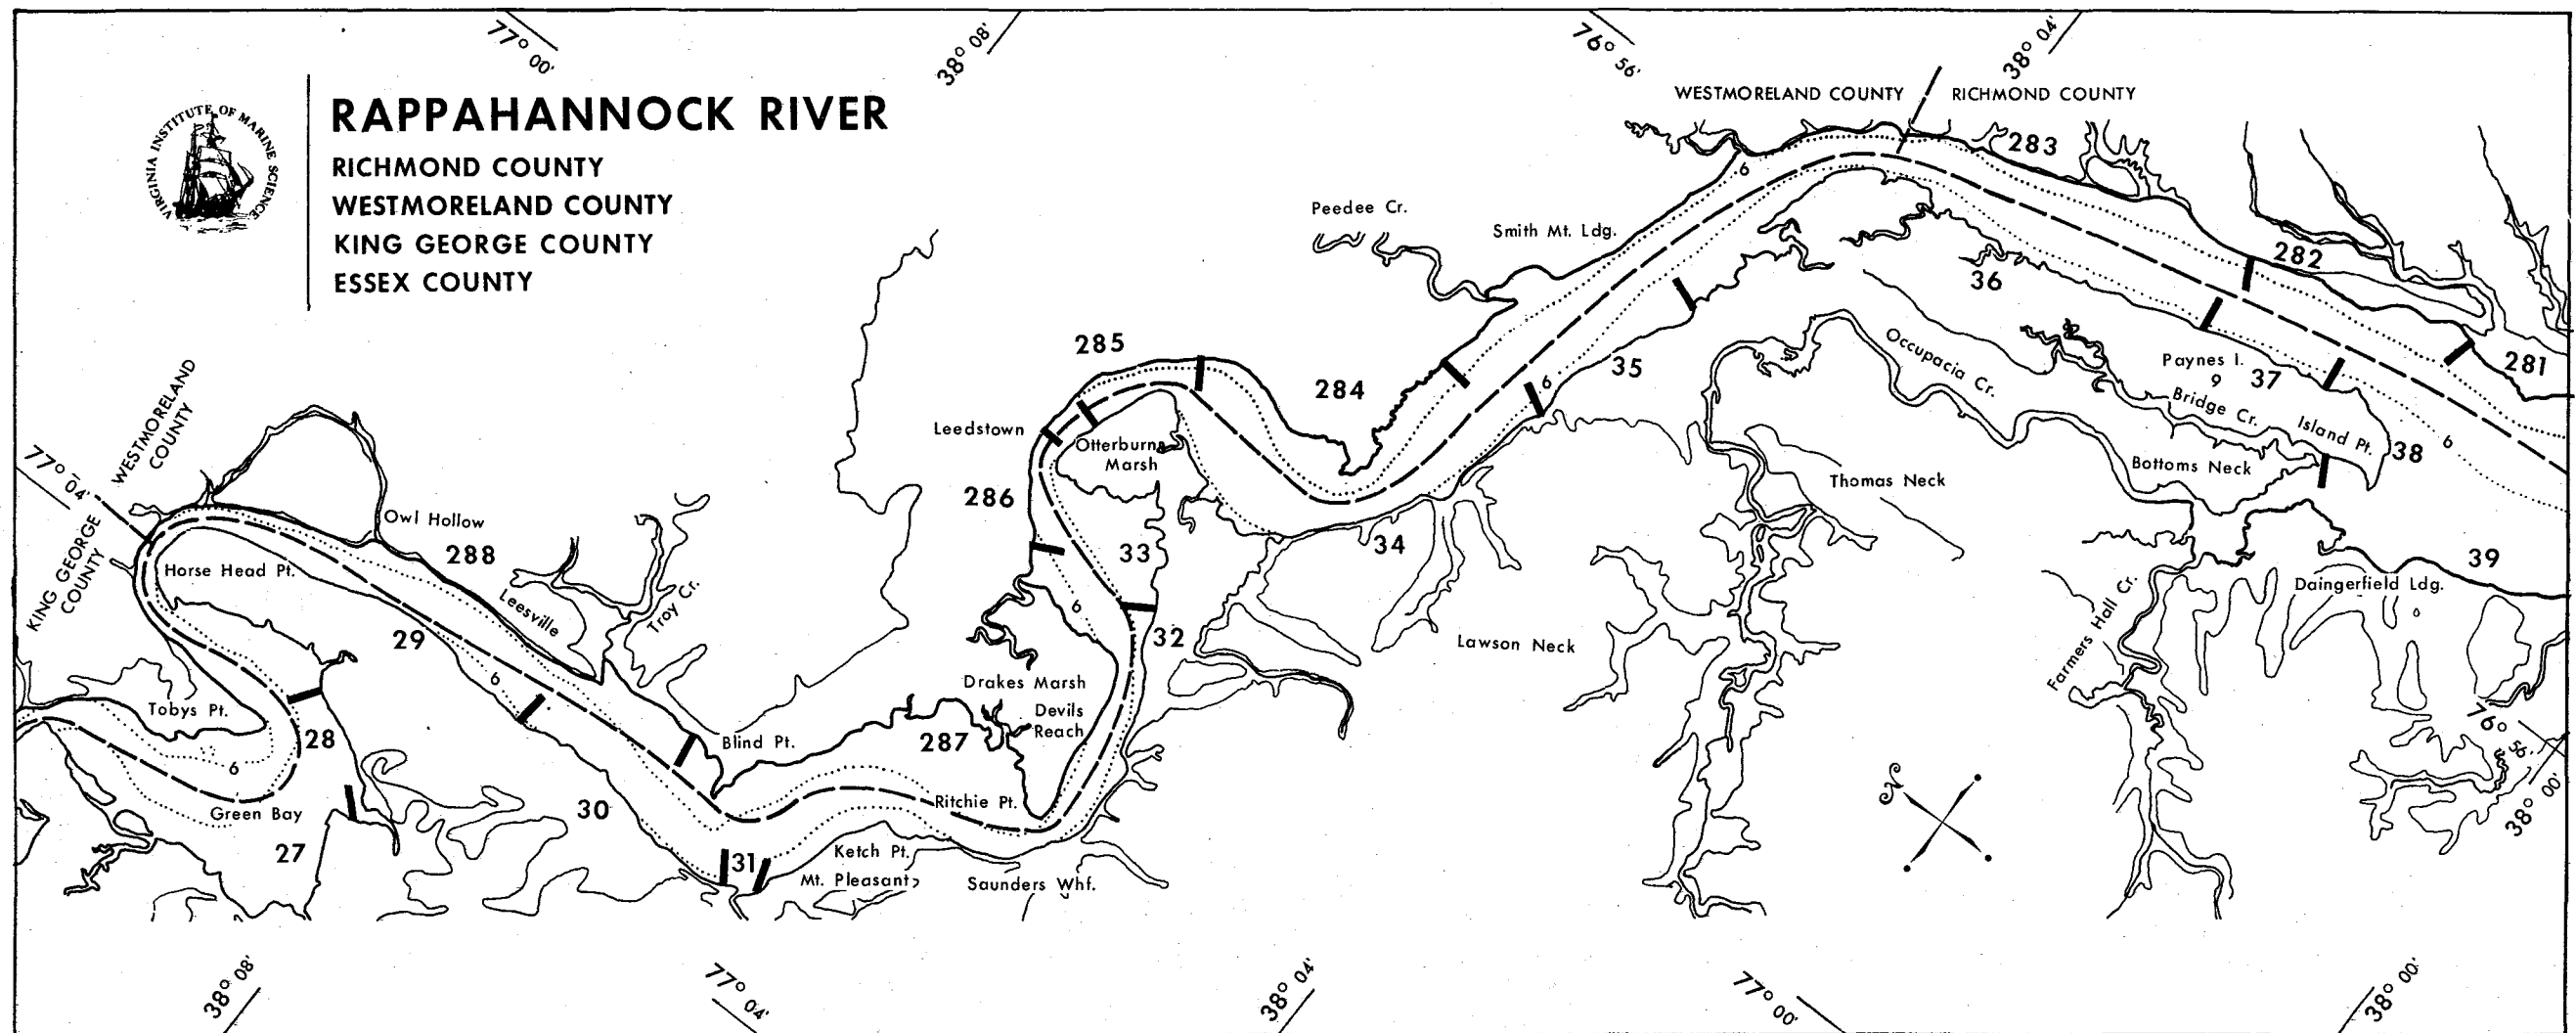 77° 00'
38° 08'
76° 56'
38° 04'
VIRGINIA INSTITUTE OF MARINE SCIENCE
RAPPAHANNOCK RIVER
RICHMOND COUNTY
WESTMORELAND COUNTY
KING GEORGE COUNTY
ESSEX COUNTY
WESTMORELAND COUNTY
RICHMOND COUNTY
283
6
Peedee Cr.
Smith Mt. Ldg.
282
36
285
284
6
35
Occupacia Cr.
Paynes I.
9
37
281
Bridge Cr.
Island Pt.
6
38
WESTMORELAND
COUNTY
77° 04'
KING GEORGE
COUNTY
Leedstown
Otterburn
Marsh
Bottoms Neck
Thomas Neck
286
Owl Hollow
288
33
34
39
Horse Head Pt.
Leesville
Troy Cr.
6
Daingerfield Ldg.
Farmers Hall Cr.
29
32
Lawson Neck
6
Drakes Marsh
Tobys Pt.
Devils
Reach
28
Blind Pt.
287
76° 56'
6
N
Green Bay
30
Ritchie Pt.
38° 00'
27
31
Ketch Pt.
Mt. Pleasant
Saunders Whf.
38° 08'
77° 04'
38° 04'
77° 00'
38° 00'